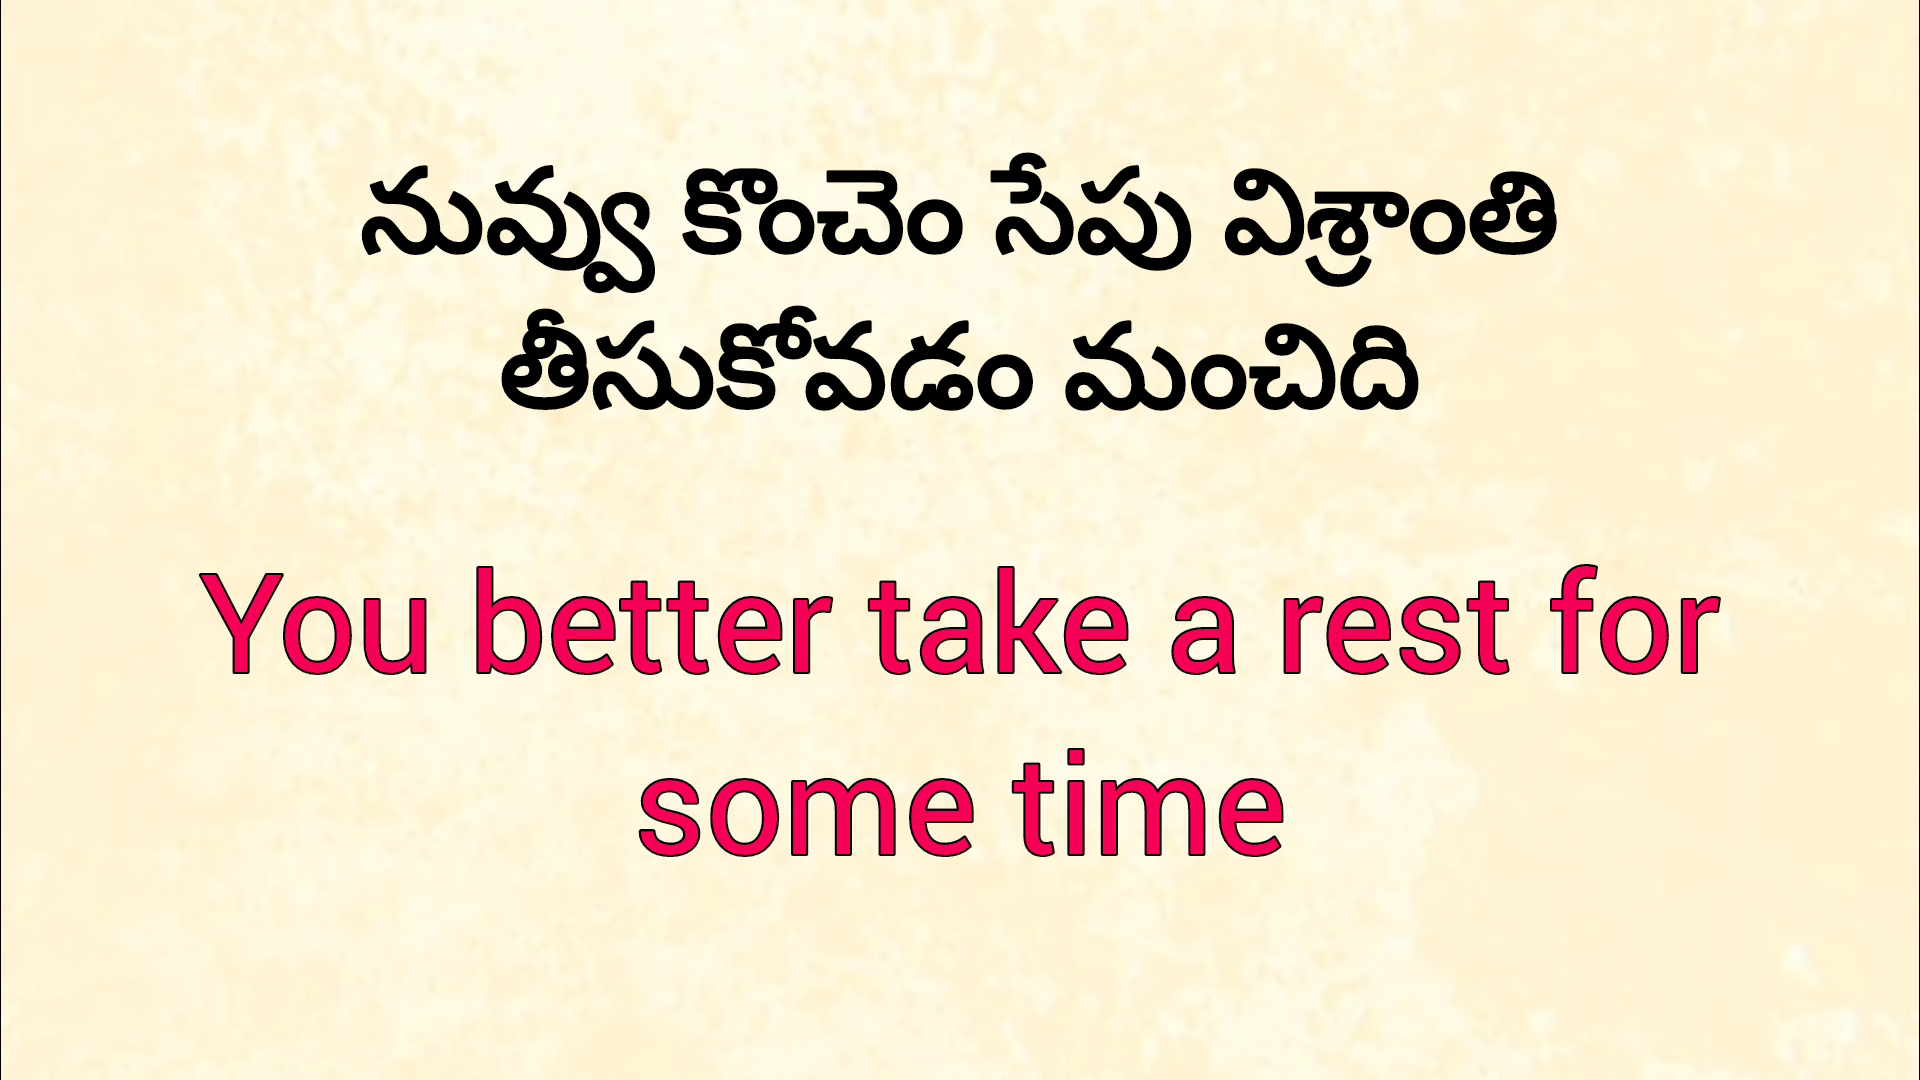 నువ్వు కొంచెం సేపు విశ్రాంతి
తీసుకోవడం మంచిది
You better take a rest for
some time